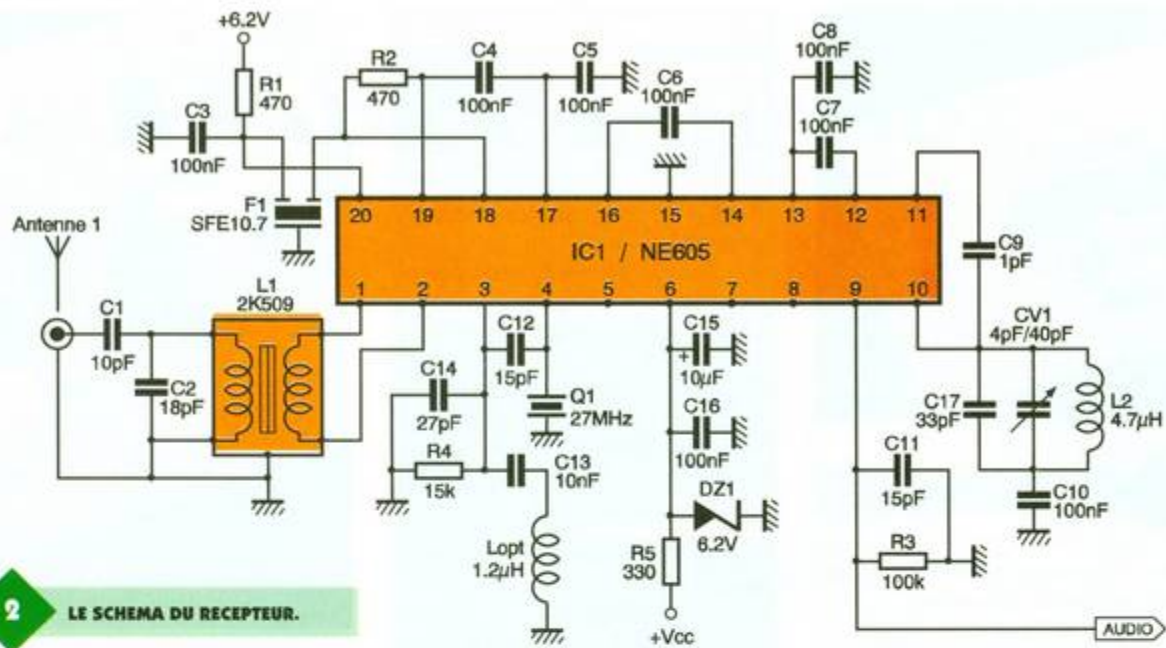 +6.2V
R1
470
C3
100nF
R2
470
C4
100nF
C5
100nF
C6
100nF
C8
100nF
C7
100nF
F1
SFE10.7
20 19 18 17 16 15 14 13 12 11
IC1 / NE605
1 2 3 4 5 6 7 8 9 10
Antenne 1
C1
10pF
C2
18pF
L1
2K509
C12
15pF
C14
27pF
Q1
27MHz
R4
15k
C13
10nF
Lopt
1.2µH
C15
+
10µF
C16
100nF
DZ1
6.2V
R5
330
+Vcc
C9
1pF
CV1
4pF/40pF
C17
33pF
L2
4.7µH
C11
15pF
C10
100nF
R3
100k
AUDIO
2
LE SCHEMA DU RECEPTEUR.